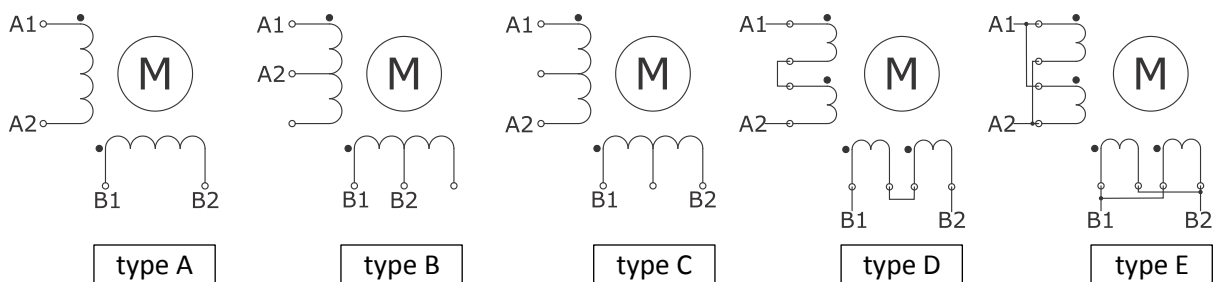 A1 A1 A1 A1 A1
M M M M M
A2
A2 A2 A2 A2
B1 B2 B1 B2 B1 B2 B1 B2 B1 B2
type A type B type C type D type E